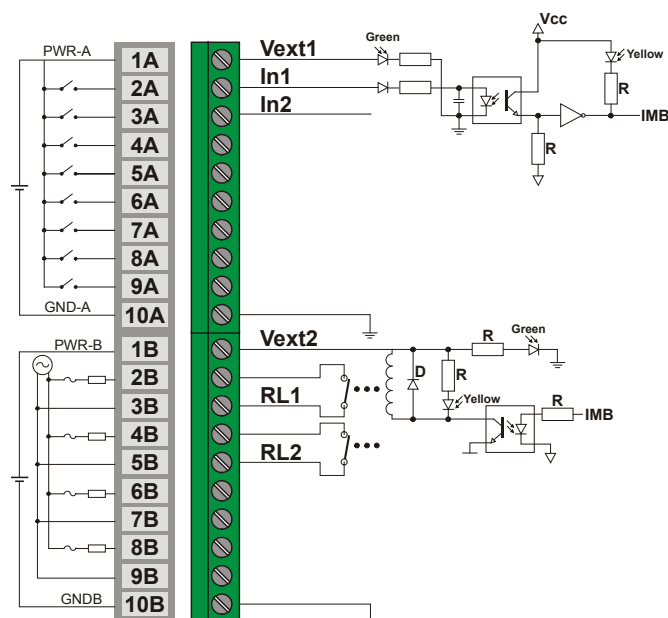 PWR-A
1A
2A
3A
4A
5A
6A
7A
8A
9A
GND-A
10A
PWR-B
1B
2B
3B
4B
5B
6B
7B
8B
9B
GNDB
10B
Vext1
In1
In2
Green
Vcc
Yellow
R
IMB
R
Vext2
RL1
RL2
D
R
Yellow
R
Green
R
IMB